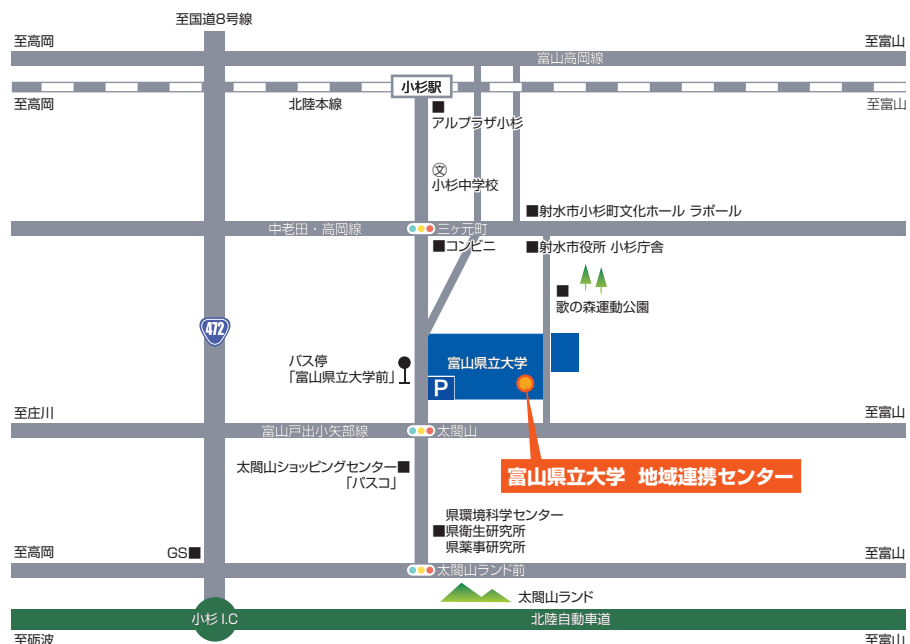 至国道8号線
至高岡
至富山
富山高岡線
小杉駅
至高岡
北陸本線
至富山
アルプラザ小杉
文
小杉中学校
射水市小杉町文化ホール ラポール
中老田・高岡線
三ヶ元町
コンビニ
射水市役所 小杉庁舎
歌の森運動公園
472
バス停
「富山県立大学前」
富山県立大学
P
至庄川
至富山
富山戸出小矢部線
太閤山
太閤山ショッピングセンター
「パスコ」
富山県立大学 地域連携センター
県環境科学センター
県衛生研究所
県薬事研究所
至高岡
GS
至富山
太閤山ランド前
太閤山ランド
小杉 I.C
北陸自動車道
至砺波
至富山